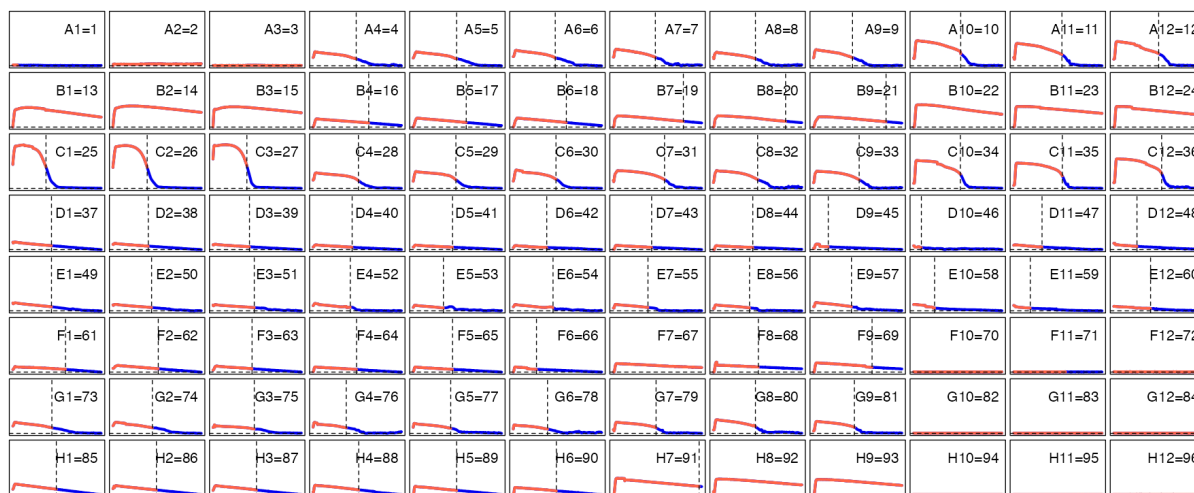 A1=1 A2=2 A3=3 A4=4 A5=5 A6=6 A7=7 A8=8 A9=9 A10=10 A11=11 A12=12
B1=13 B2=14 B3=15 B4=16 B5=17 B6=18 B7=19 B8=20 B9=21 B10=22 B11=23 B12=24
C1=25 C2=26 C3=27 C4=28 C5=29 C6=30 C7=31 C8=32 C9=33 C10=34 C11=35 C12=36
D1=37 D2=38 D3=39 D4=40 D5=41 D6=42 D7=43 D8=44 D9=45 D10=46 D11=47 D12=48
E1=49 E2=50 E3=51 E4=52 E5=53 E6=54 E7=55 E8=56 E9=57 E10=58 E11=59 E12=60
F1=61 F2=62 F3=63 F4=64 F5=65 F6=66 F7=67 F8=68 F9=69 F10=70 F11=71 F12=72
G1=73 G2=74 G3=75 G4=76 G5=77 G6=78 G7=79 G8=80 G9=81 G10=82 G11=83 G12=84
H1=85 H2=86 H3=87 H4=88 H5=89 H6=90 H7=91 H8=92 H9=93 H10=94 H11=95 H12=96